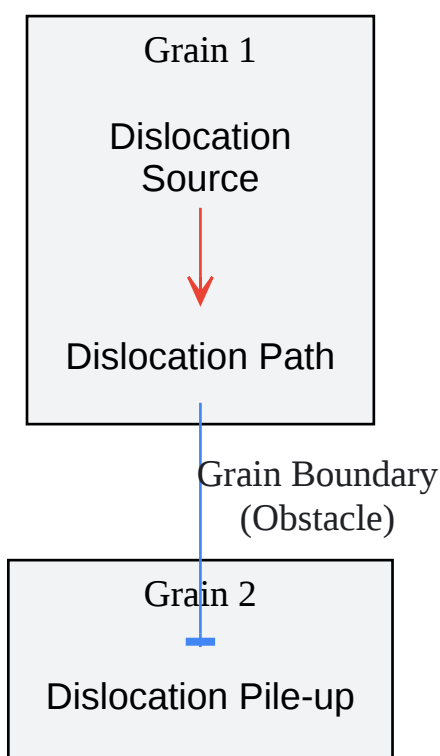 Grain 1
Dislocation
Source
Dislocation Path
Grain Boundary
(Obstacle)
Grain 2
Dislocation Pile-up